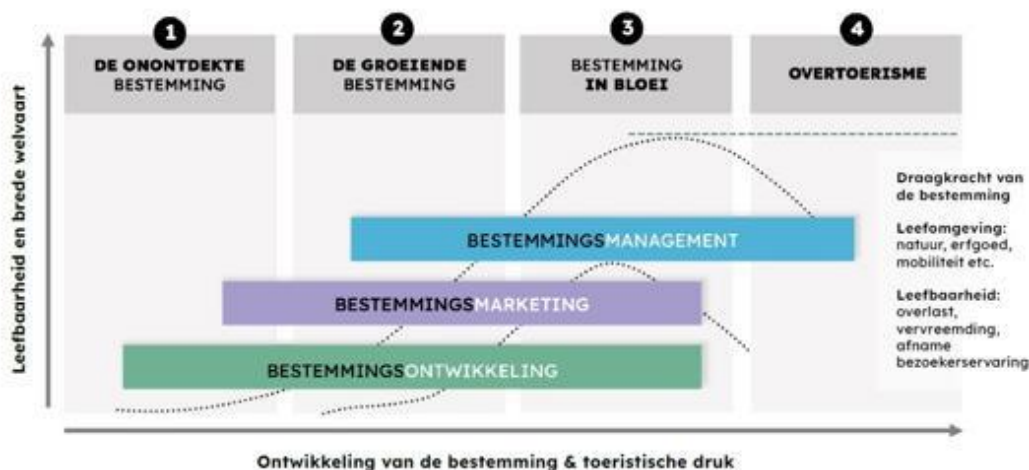 1
DE ONONTDEKTE
BESTEMMING
2
DE GROEIENDE
BESTEMMING
3
BESTEMMING
IN BLOEI
4
OVERTOERISME
Leefbaarheid en brede welvaart
BESTEMMINGSMANAGEMENT
BESTEMMINGSMARKETING
BESTEMMINGSONTWIKKELING
Draagkracht van
de bestemming
Leefomgeving:
natuur, erfgoed,
mobiliteit etc.
Leefbaarheid:
overlast,
vervreemding,
afname
bezoekerservaring
Ontwikkeling van de bestemming & toeristische druk